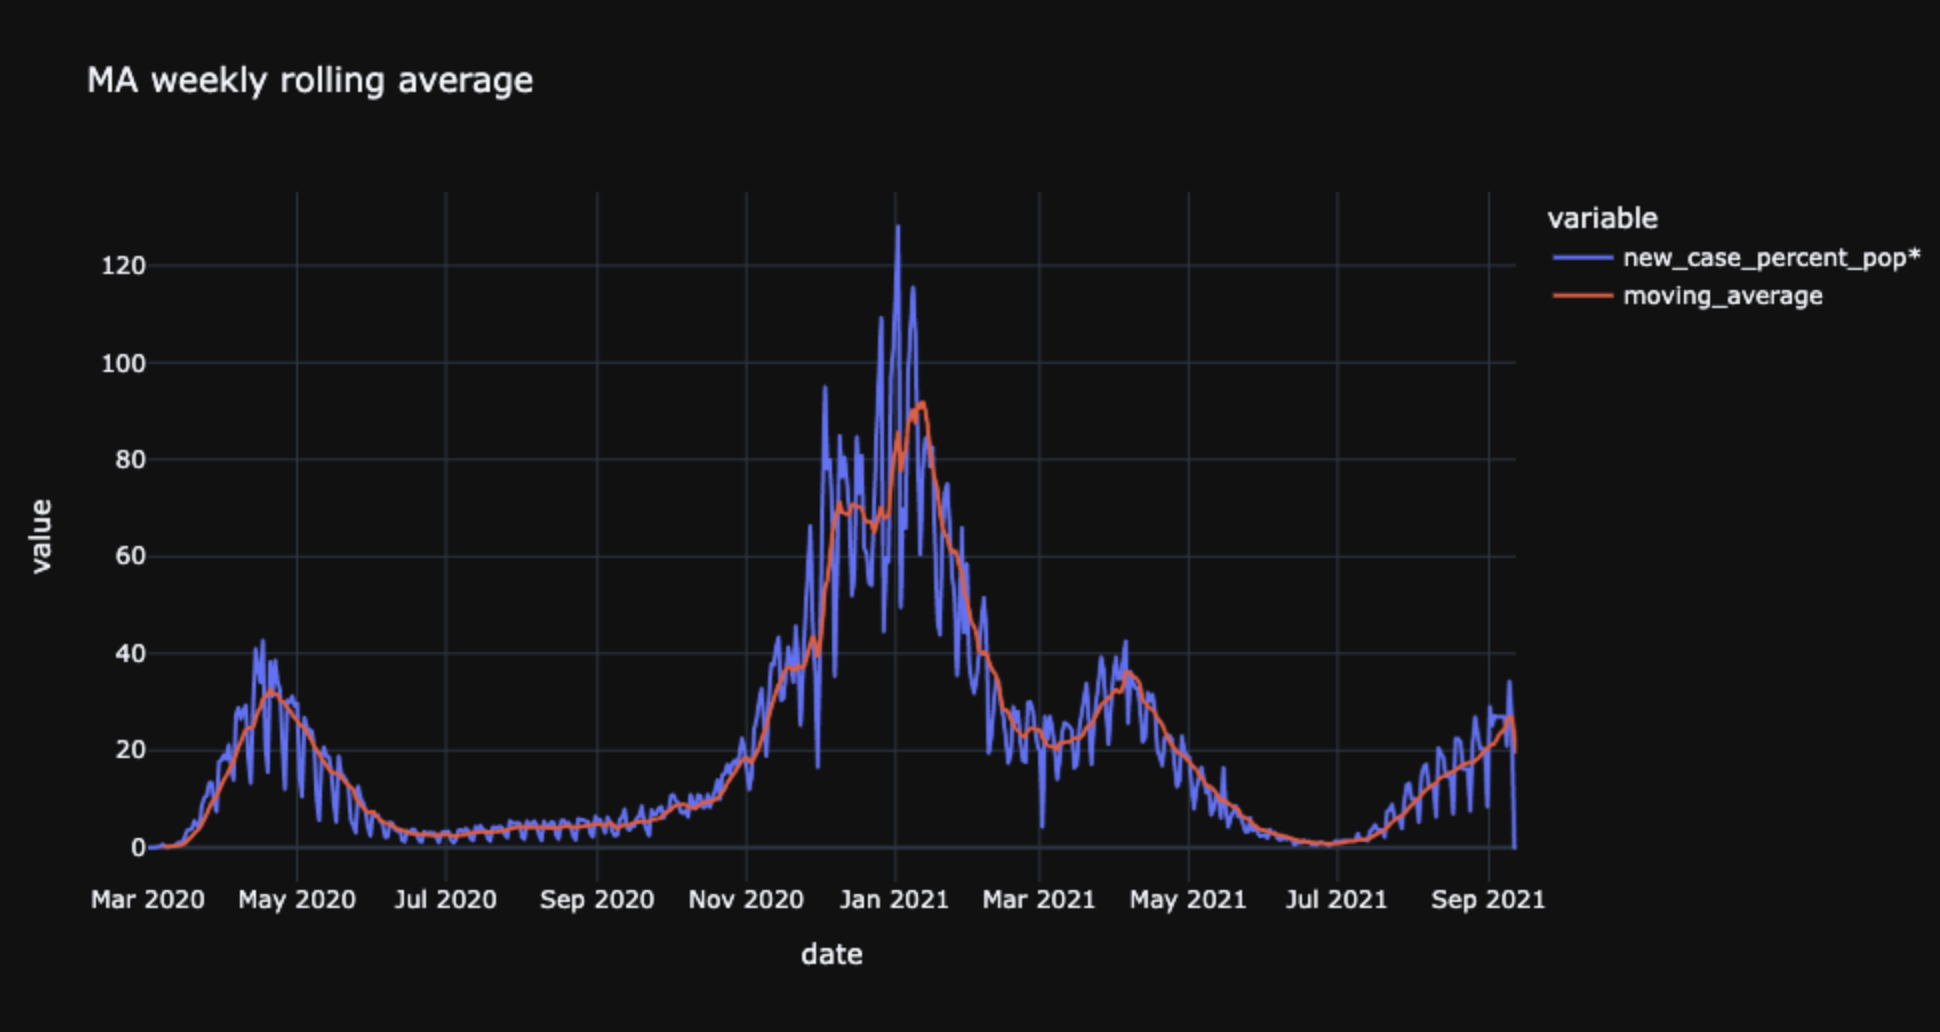 MA weekly rolling average
variable
new_case_percent_pop*
moving_average
120
100
80
60
40
20
0
value
Mar 2020 May 2020 Jul 2020 Sep 2020 Nov 2020 Jan 2021 Mar 2021 May 2021 Jul 2021 Sep 2021
date